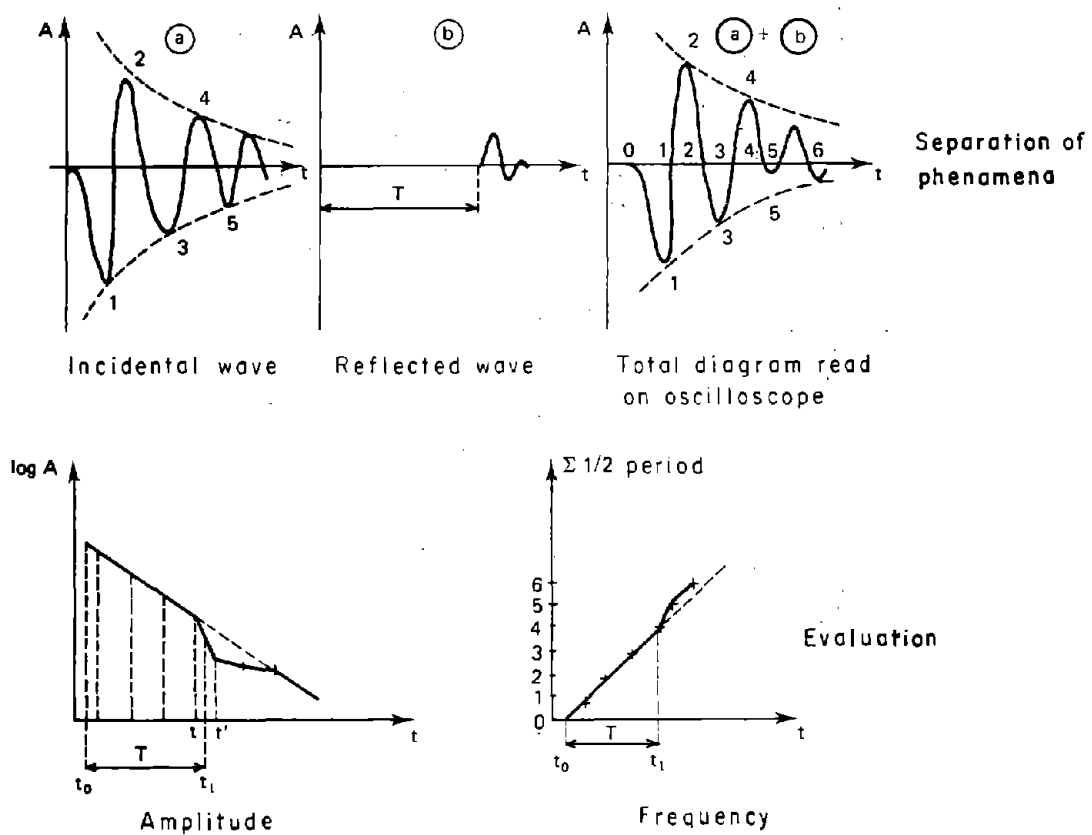 A
a
2
4
t
3
5
1
Incidental wave
A
b
t
T
Reflected wave
A
a + b
2
4
0 1 2 3 4 5 6
t
5
3
1
Total diagram read
on oscilloscope
Separation of
phenamena
log A
t t'
t
T
t₀ t₁
Amplitude
Σ 1/2 period
6
5
4
3
2
1
0
T
t
t₀ t₁
Frequency
Evaluation